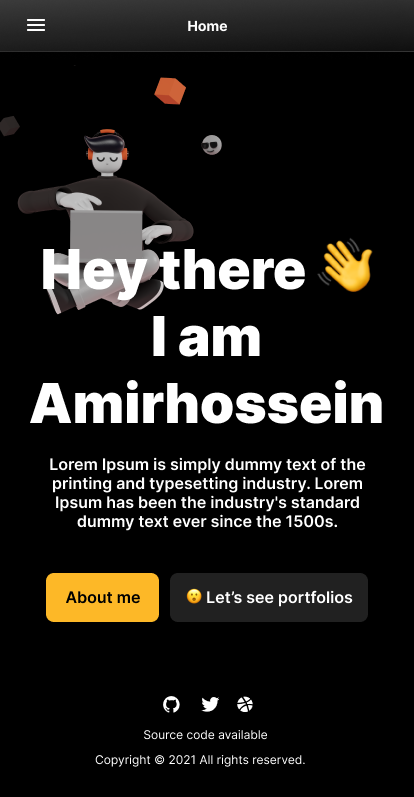 Home
Hey there 👋
I am
Amirhossein
Lorem Ipsum is simply dummy text of the
printing and typesetting industry. Lorem
Ipsum has been the industry's standard
dummy text ever since the 1500s.
About me
😮 Let’s see portfolios
Source code available
Copyright © 2021 All rights reserved.